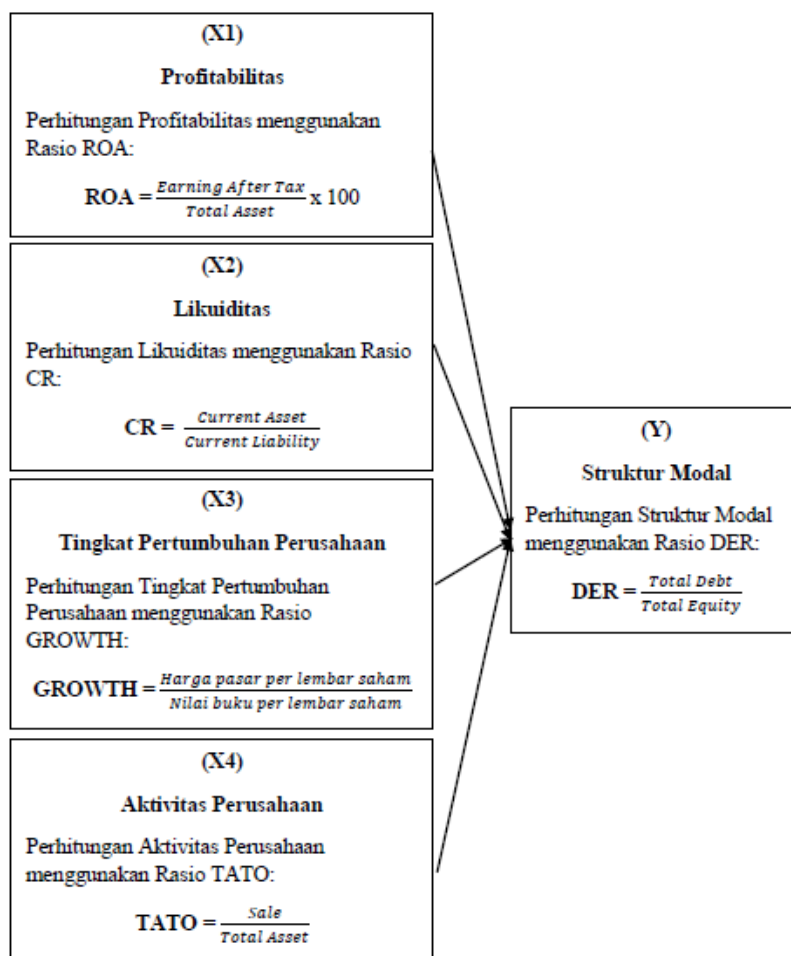 (X1)
Profitabilitas
Perhitungan Profitabilitas menggunakan
Rasio ROA:
ROA = Earning After Tax / Total Asset x 100
(X2)
Likuiditas
Perhitungan Likuiditas menggunakan Rasio
CR:
CR = Current Asset / Current Liability
(X3)
Tingkat Pertumbuhan Perusahaan
Perhitungan Tingkat Pertumbuhan
Perusahaan menggunakan Rasio
GROWTH:
GROWTH = Harga pasar per lembar saham / Nilai buku per lembar saham
(X4)
Aktivitas Perusahaan
Perhitungan Aktivitas Perusahaan
menggunakan Rasio TATO:
TATO = Sale / Total Asset
(Y)
Struktur Modal
Perhitungan Struktur Modal
menggunakan Rasio DER:
DER = Total Debt / Total Equity